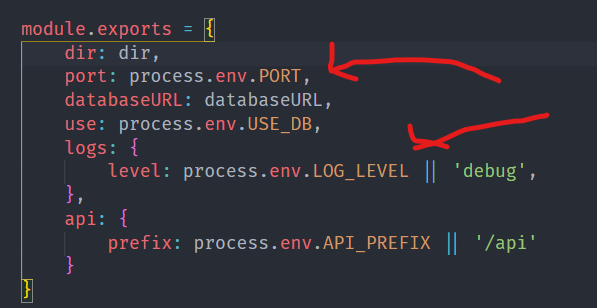 module.exports = {
dir: dir,
port: process.env.PORT,
databaseURL: databaseURL,
use: process.env.USE_DB,
logs: {
level: process.env.LOG_LEVEL || 'debug',
},
api: {
prefix: process.env.API_PREFIX || '/api'
}
}